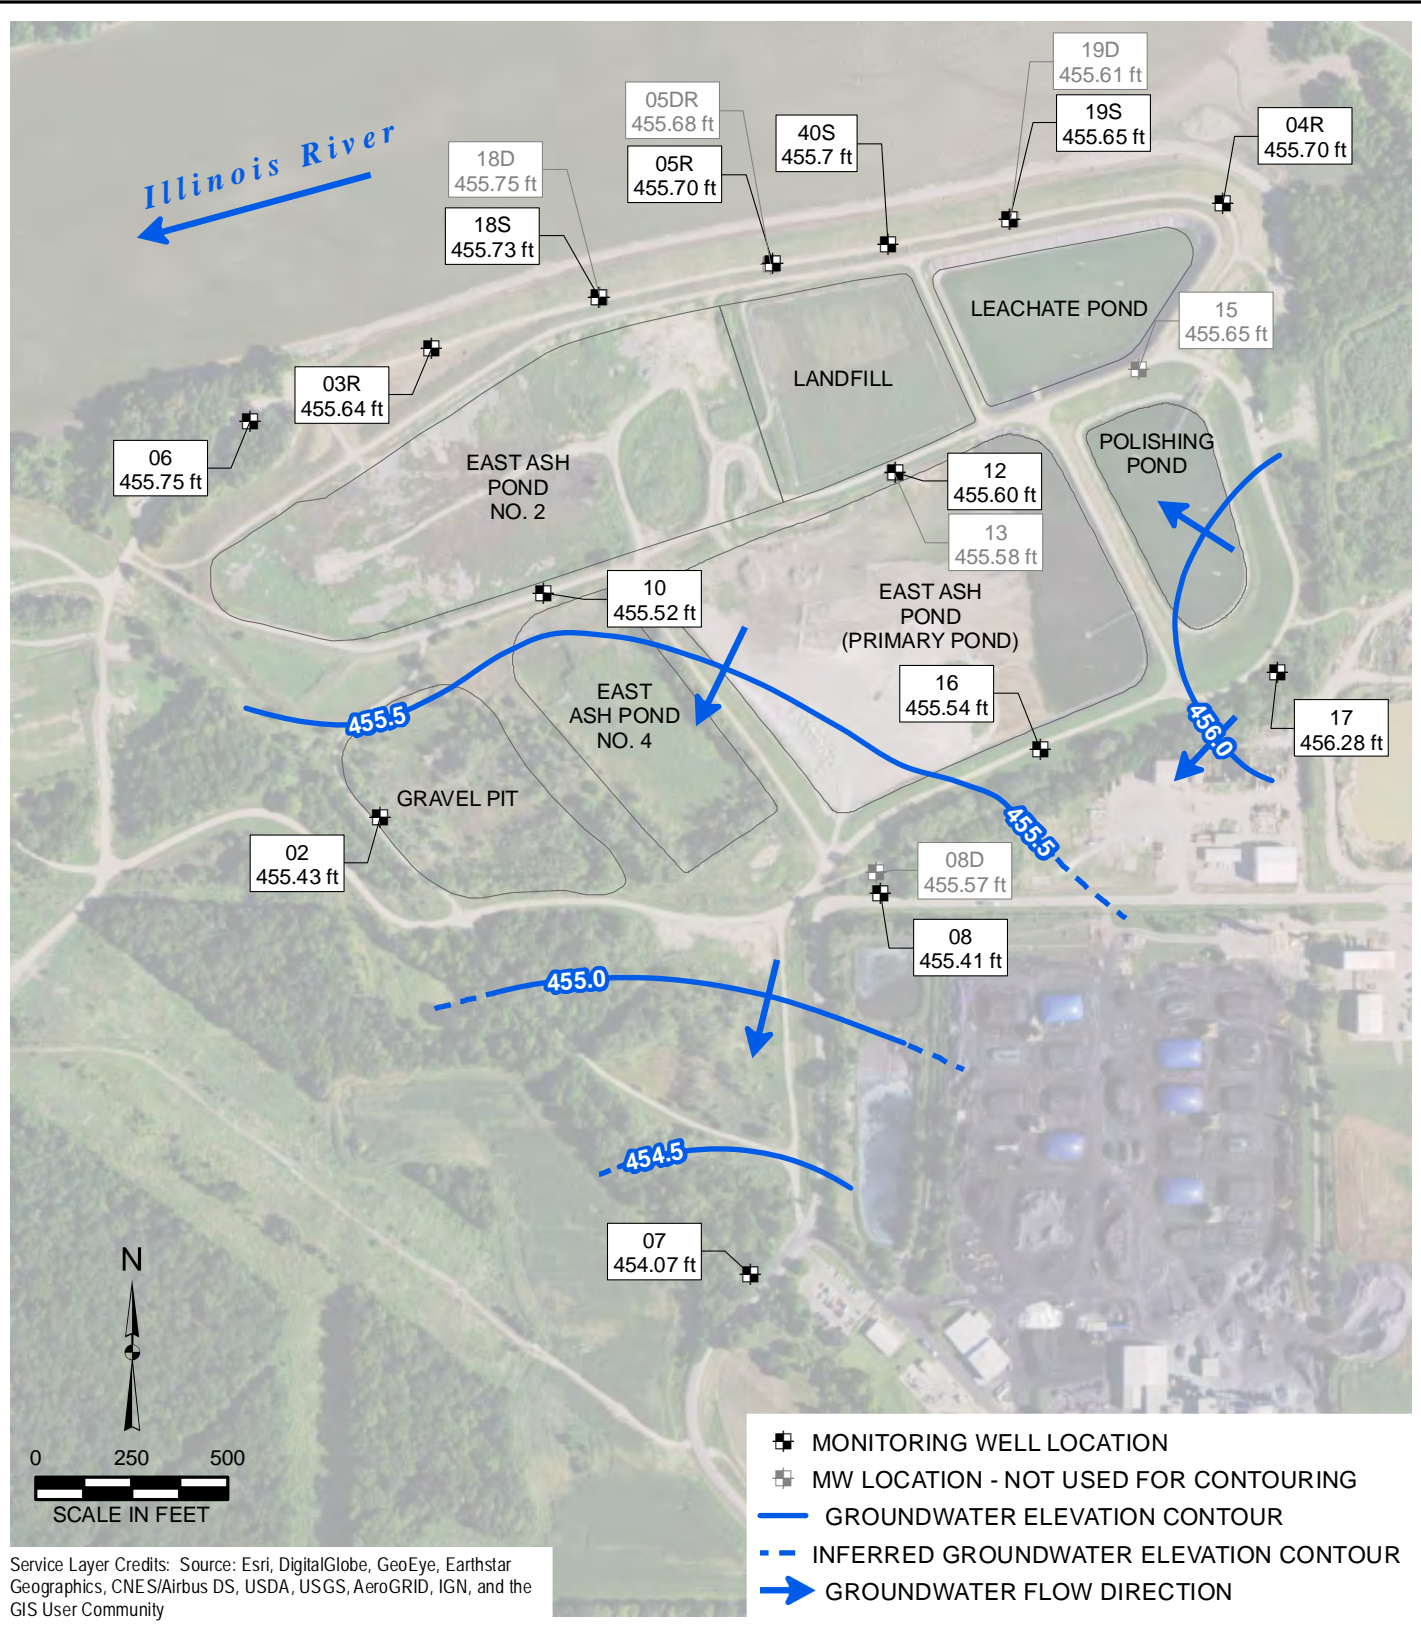 19D
455.61 ft
05DR
455.68 ft
40S
455.7 ft
19S
455.65 ft
04R
455.70 ft
Illinois River
18D
455.75 ft
05R
455.70 ft
18S
455.73 ft
LEACHATE POND
15
455.65 ft
03R
455.64 ft
LANDFILL
06
455.75 ft
EAST ASH
POND
NO. 2
POLISHING
POND
12
455.60 ft
13
455.58 ft
10
455.52 ft
EAST ASH
POND
(PRIMARY POND)
16
455.54 ft
EAST
ASH POND
NO. 4
455.5
456.0
17
456.28 ft
GRAVEL PIT
455.5
02
455.43 ft
08D
455.57 ft
08
455.41 ft
455.0
454.5
07
454.07 ft
N
0 250 500
SCALE IN FEET
MONITORING WELL LOCATION
MW LOCATION - NOT USED FOR CONTOURING
GROUNDWATER ELEVATION CONTOUR
INFERRED GROUNDWATER ELEVATION CONTOUR
GROUNDWATER FLOW DIRECTION
Service Layer Credits: Source: Esri, DigitalGlobe, GeoEye, Earthstar
Geographics, CNES/Airbus DS, USDA, USGS, AeroGRID, IGN, and the
GIS User Community